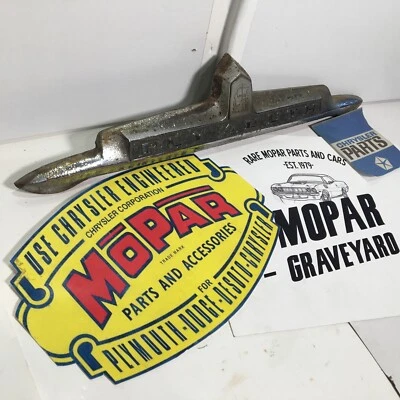 CHRYSLER
PARTS
RARE MOPAR PARTS AND CARS
EST. 1979
MOPAR
- GRAVEYARD
USE CHRYSLER ENGINEERED
CHRYSLER CORPORATION
MOPAR
TRADE MARK
PARTS AND ACCESSORIES
FOR
PLYMOUTH-DODGE-DESOTO-CHRYSLER